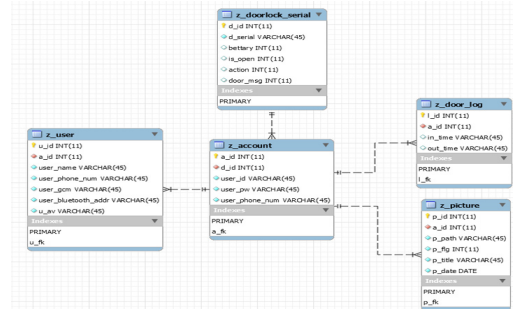 z_doorlock_serial
d_id INT(11)
d_serial VARCHAR(45)
bettary INT(11)
is_open INT(11)
action INT(11)
door_msg INT(11)
Indexes
PRIMARY
z_user
u_id INT(11)
a_id INT(11)
user_name VARCHAR(45)
user_phone_num VARCHAR(45)
user_gcm VARCHAR(45)
user_bluetooth_addr VARCHAR(45)
u_av VARCHAR(45)
Indexes
PRIMARY
u_fk
z_account
a_id INT(11)
d_id INT(11)
user_id VARCHAR(45)
user_pw VARCHAR(45)
user_phone_num VARCHAR(45)
Indexes
PRIMARY
a_fk
z_door_log
l_id INT(11)
a_id INT(11)
in_time VARCHAR(45)
out_time VARCHAR(45)
Indexes
PRIMARY
l_fk
z_picture
p_id INT(11)
a_id INT(11)
p_path VARCHAR(45)
p_flg INT(11)
p_title VARCHAR(45)
p_date DATE
Indexes
PRIMARY
p_fk